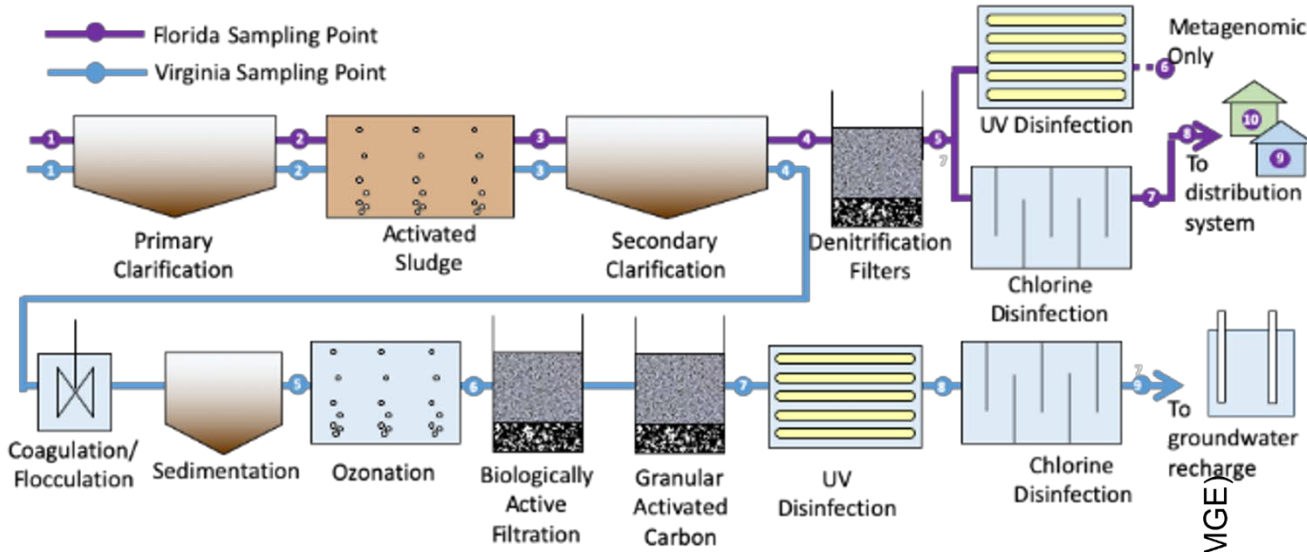 Florida Sampling Point
Virginia Sampling Point
Metagenomic
Only
6
UV Disinfection
1
2
3
4
5
7
1
2
3
4
7
8
10
9
To
distribution
system
Primary
Clarification
Activated
Sludge
Secondary
Clarification
Denitrification
Filters
Chlorine
Disinfection
5
6
7
8
7
9
To
groundwater
recharge
Coagulation/
Flocculation
Sedimentation
Ozonation
Biologically
Active
Filtration
Granular
Activated
Carbon
UV
Disinfection
Chlorine
Disinfection
MGE)